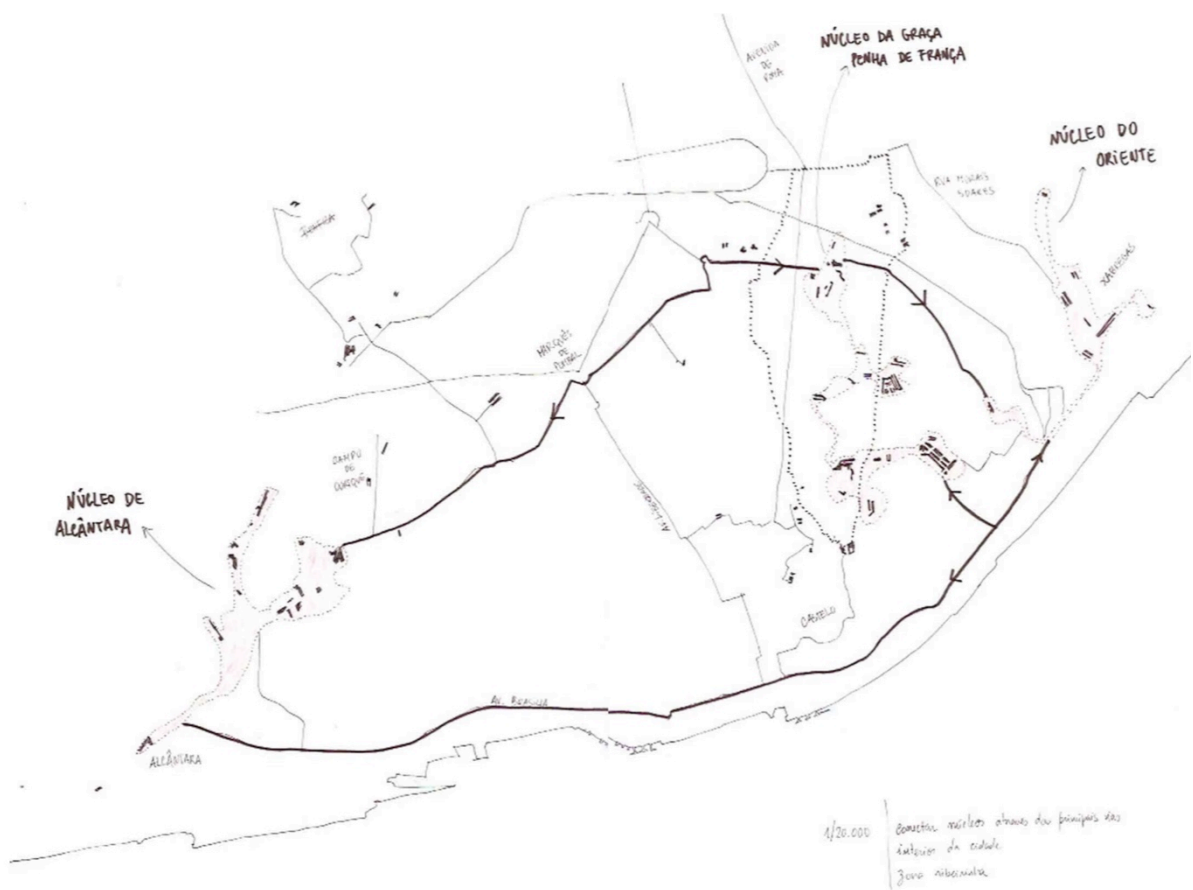 NÚCLEO DA GRAÇA
PENHA DE FRANÇA
AVENIDA
DE
ROMA
NÚCLEO DO
ORIENTE
RUA MORAIS
SOARES
XABREGAS
MARQUÊS
DE
POMBAL
CAMPO
DE
OURIQUE
NÚCLEO DE
ALCÂNTARA
AV. LIBERDADE
CASTELO
AV. BRASÍLIA
ALCÂNTARA
1/20.000
conectar núcleos através das principais vias
interior da cidade
zona ribeirinha